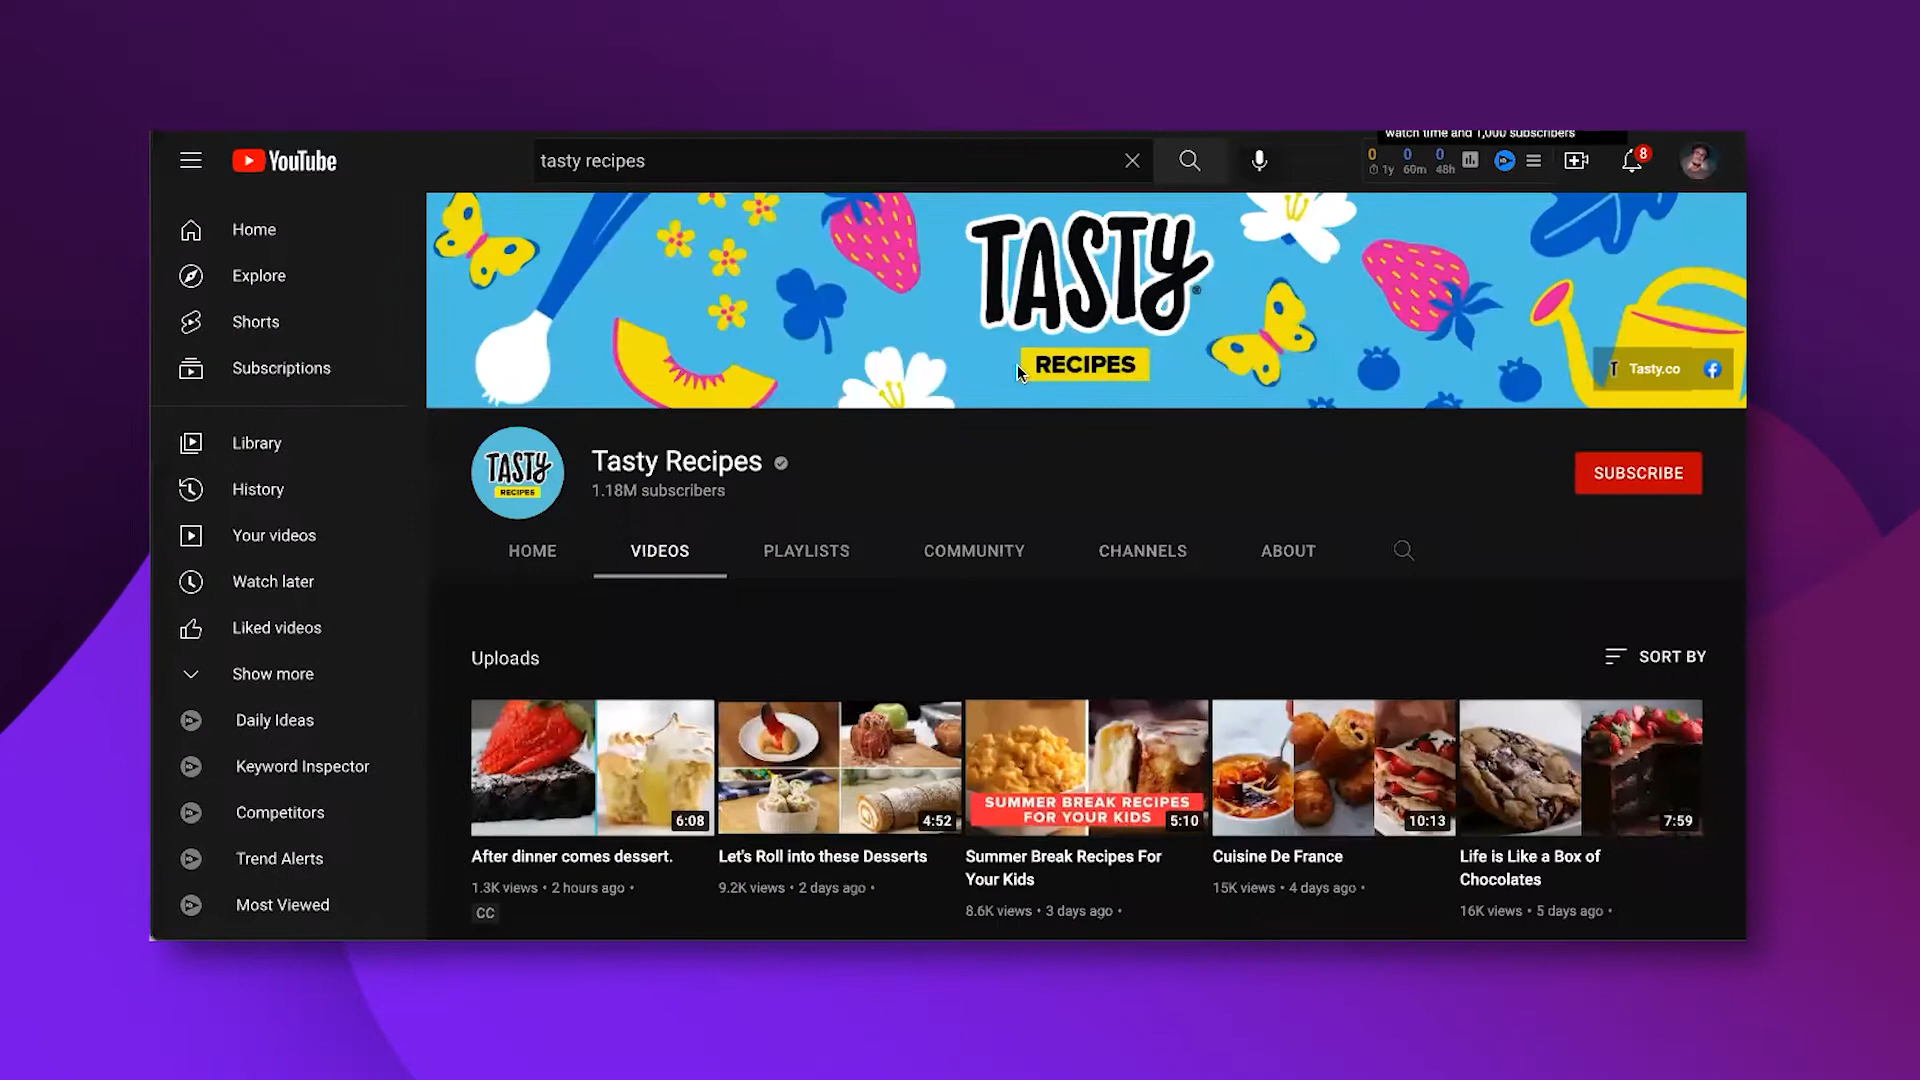 watch time and 1,000 subscribers
YouTube
tasty recipes
0 0 0
1y 60m 48h
8
Home
Explore
Shorts
Subscriptions
Library
History
Your videos
Watch later
Liked videos
Show more
Daily Ideas
Keyword Inspector
Competitors
Trend Alerts
Most Viewed
TASTY®
RECIPES
T Tasty.co
TASTY
RECIPES
Tasty Recipes
1.18M subscribers
SUBSCRIBE
HOME VIDEOS PLAYLISTS COMMUNITY CHANNELS ABOUT
Uploads
SORT BY
6:08
After dinner comes dessert.
1.3K views • 2 hours ago •
CC
4:52
Let's Roll into these Desserts
9.2K views • 2 days ago •
SUMMER BREAK RECIPES
FOR YOUR KIDS
5:10
Summer Break Recipes For
Your Kids
8.6K views • 3 days ago •
10:13
Cuisine De France
15K views • 4 days ago •
7:59
Life is Like a Box of
Chocolates
16K views • 5 days ago •